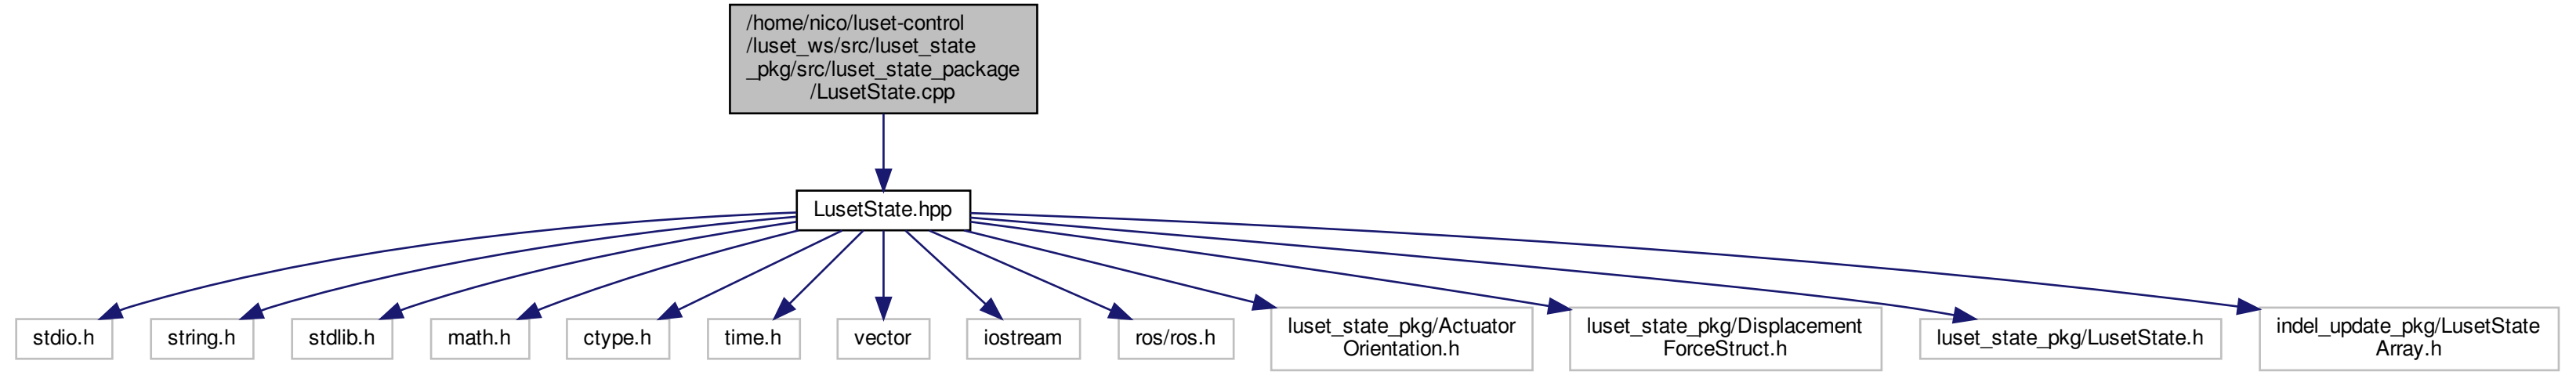 /home/nico/luset-control
/luset_ws/src/luset_state
_pkg/src/luset_state_package
/LusetState.cpp
LusetState.hpp
stdio.h
string.h
stdlib.h
math.h
ctype.h
time.h
vector
iostream
ros/ros.h
luset_state_pkg/Actuator
Orientation.h
luset_state_pkg/Displacement
ForceStruct.h
luset_state_pkg/LusetState.h
indel_update_pkg/LusetState
Array.h